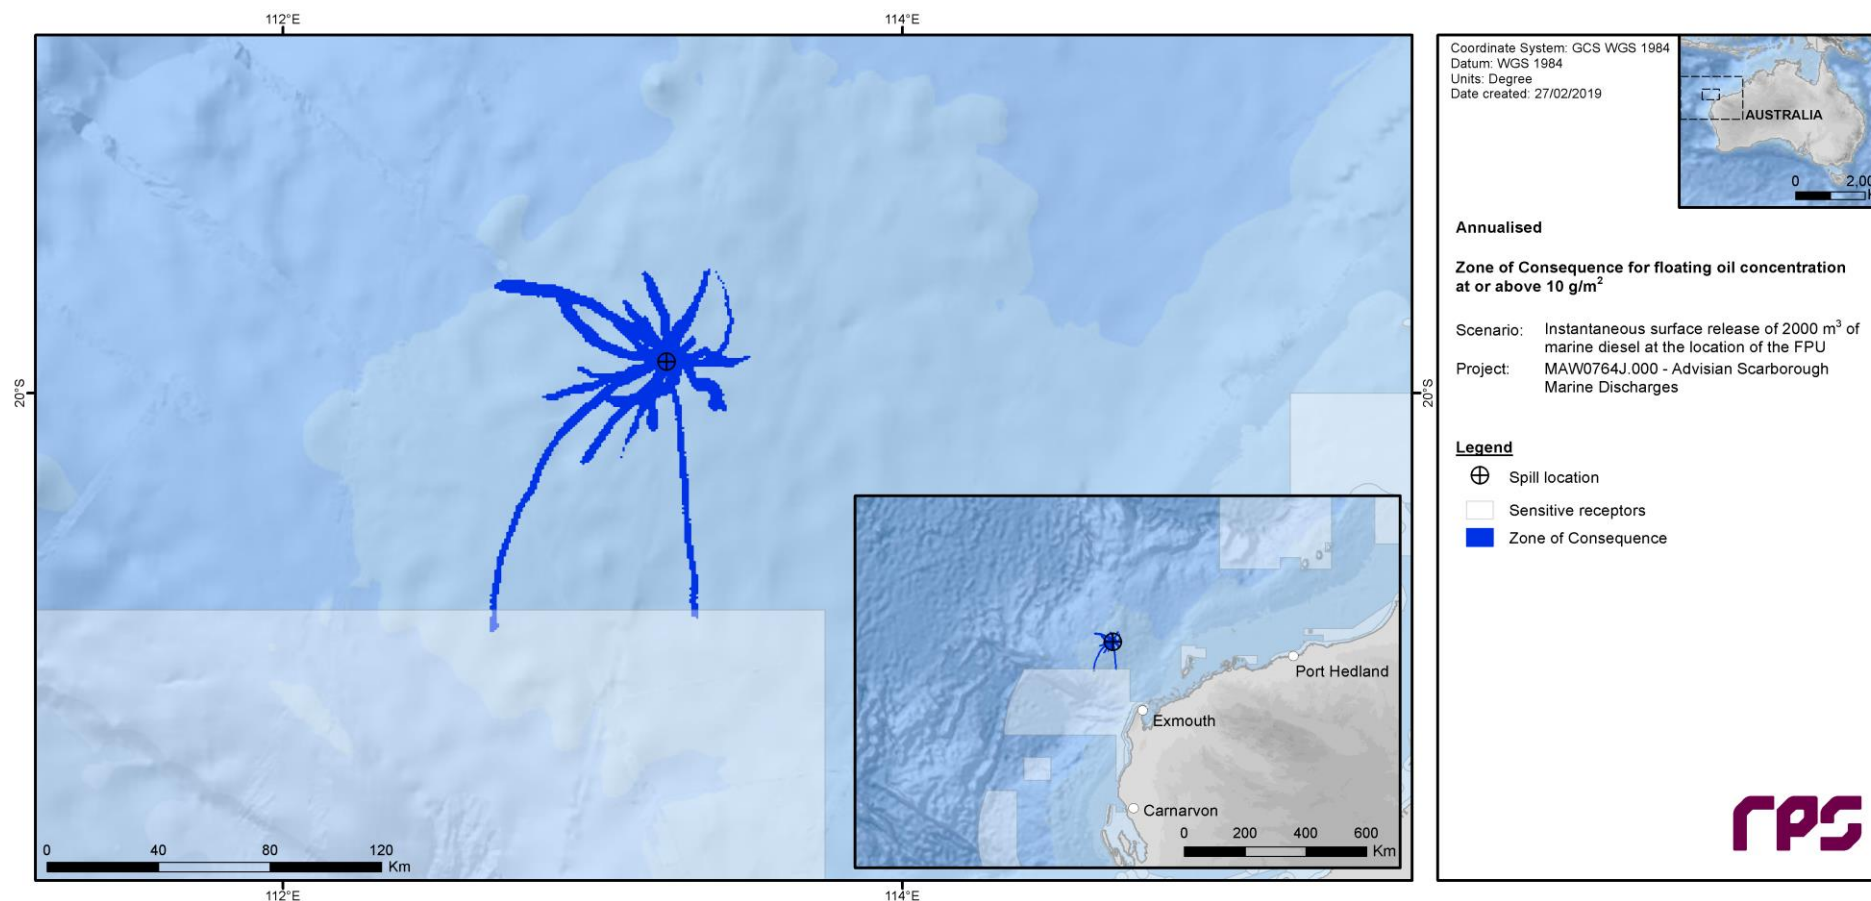 112°E
114°E
20°S
20°S
0 40 80 120
Km
112°E
114°E
Port Hedland
Exmouth
Carnarvon
0 200 400 600
Km
Coordinate System: GCS WGS 1984
Datum: WGS 1984
Units: Degree
Date created: 27/02/2019
AUSTRALIA
0 2,00
Annualised
Zone of Consequence for floating oil concentration
at or above 10 g/m²
Scenario: Instantaneous surface release of 2000 m³ of
marine diesel at the location of the FPU
Project: MAW0764J.000 - Advisian Scarborough
Marine Discharges
Legend
Spill location
Sensitive receptors
Zone of Consequence
rps